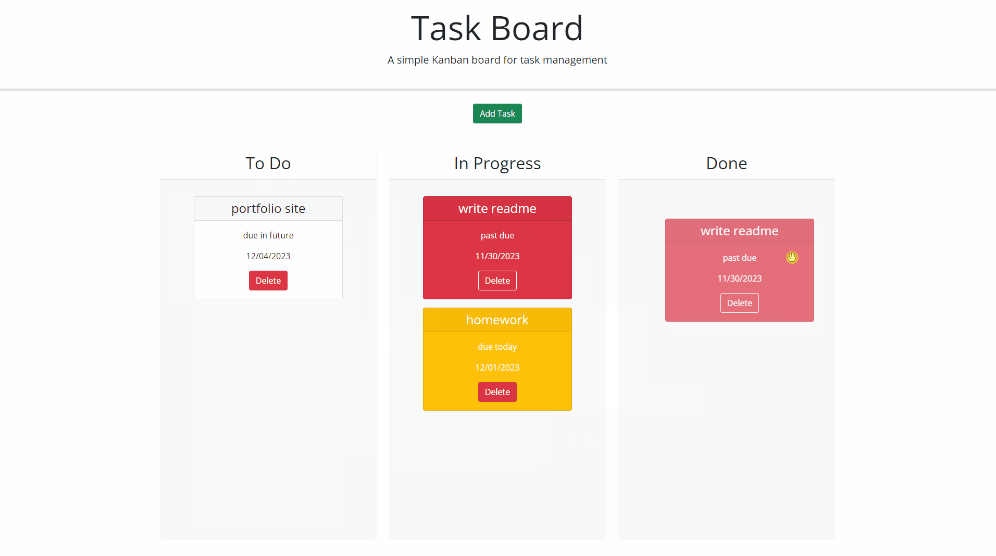 Task Board
A simple Kanban board for task management
Add Task
To Do
portfolio site
due in future
12/04/2023
Delete
In Progress
write readme
past due
11/30/2023
Delete
homework
due today
12/01/2023
Delete
Done
write readme
past due
11/30/2023
Delete